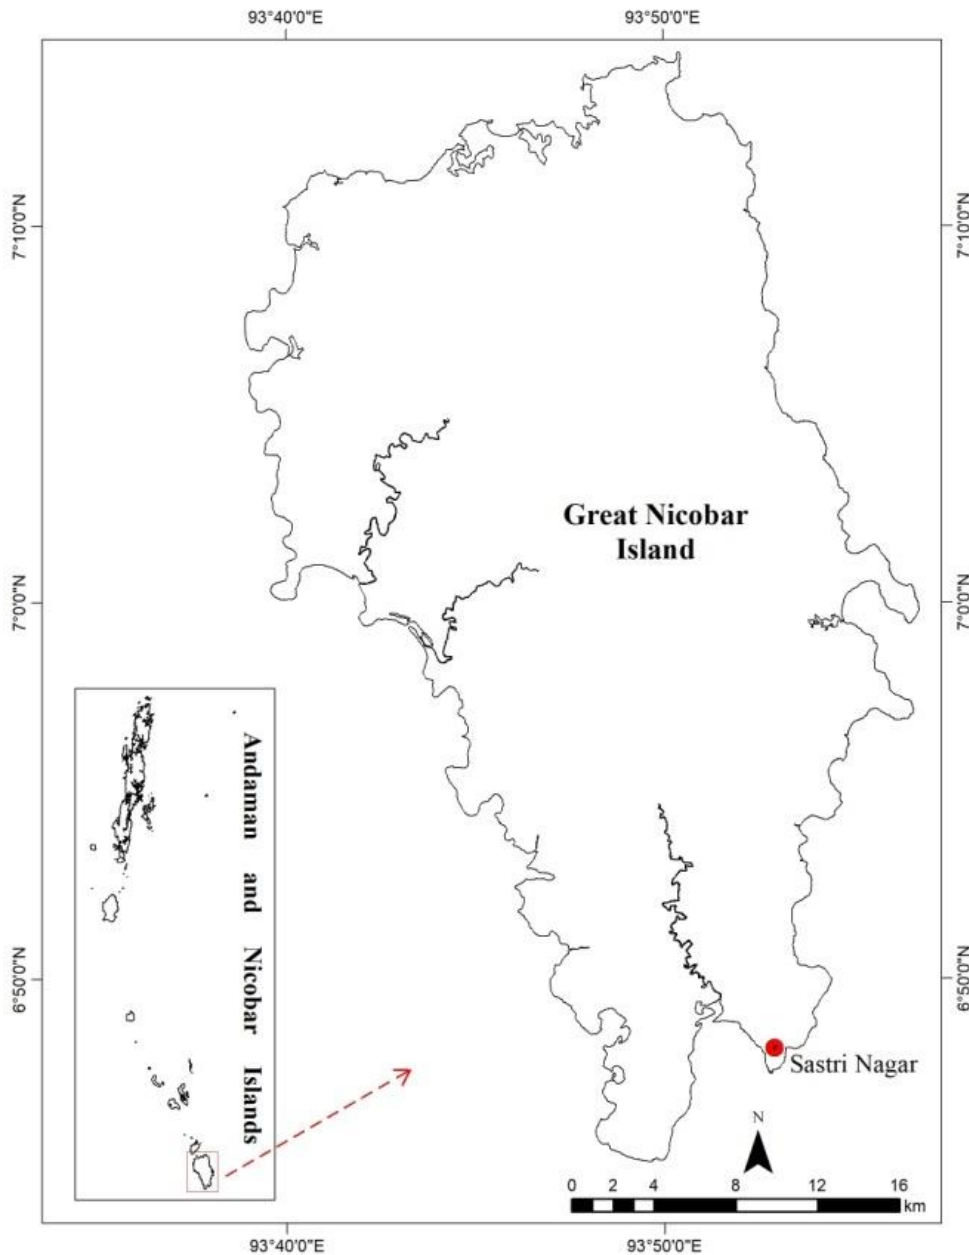 93°40'0"E
93°50'0"E
7°10'0"N
7°10'0"N
Great Nicobar
Island
7°0'0"N
7°0'0"N
Andaman and Nicobar Islands
6°50'0"N
6°50'0"N
Sastri Nagar
N
0 2 4 8 12 16
km
93°40'0"E
93°50'0"E